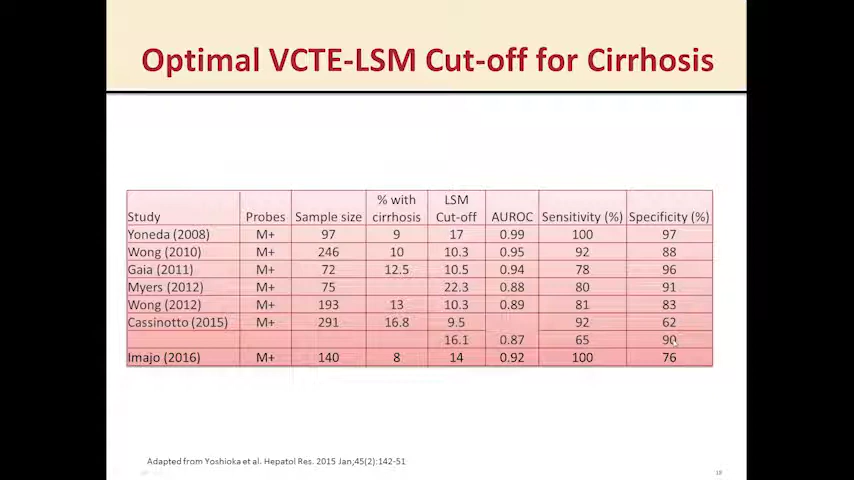 Optimal VCTE-LSM Cut-off for Cirrhosis
% with LSM
Study Probes Sample size cirrhosis Cut-off AUROC Sensitivity (%) Specificity (%)
Yoneda (2008) M+ 97 9 17 0.99 100 97
Wong (2010) M+ 246 10 10.3 0.95 92 88
Gaia (2011) M+ 72 12.5 10.5 0.94 78 96
Myers (2012) M+ 75 22.3 0.88 80 91
Wong (2012) M+ 193 13 10.3 0.89 81 83
Cassinotto (2015) M+ 291 16.8 9.5 92 62
16.1 0.87 65 90
Imajo (2016) M+ 140 8 14 0.92 100 76
Adapted from Yoshioka et al. Hepatol Res. 2015 Jan;45(2):142-51